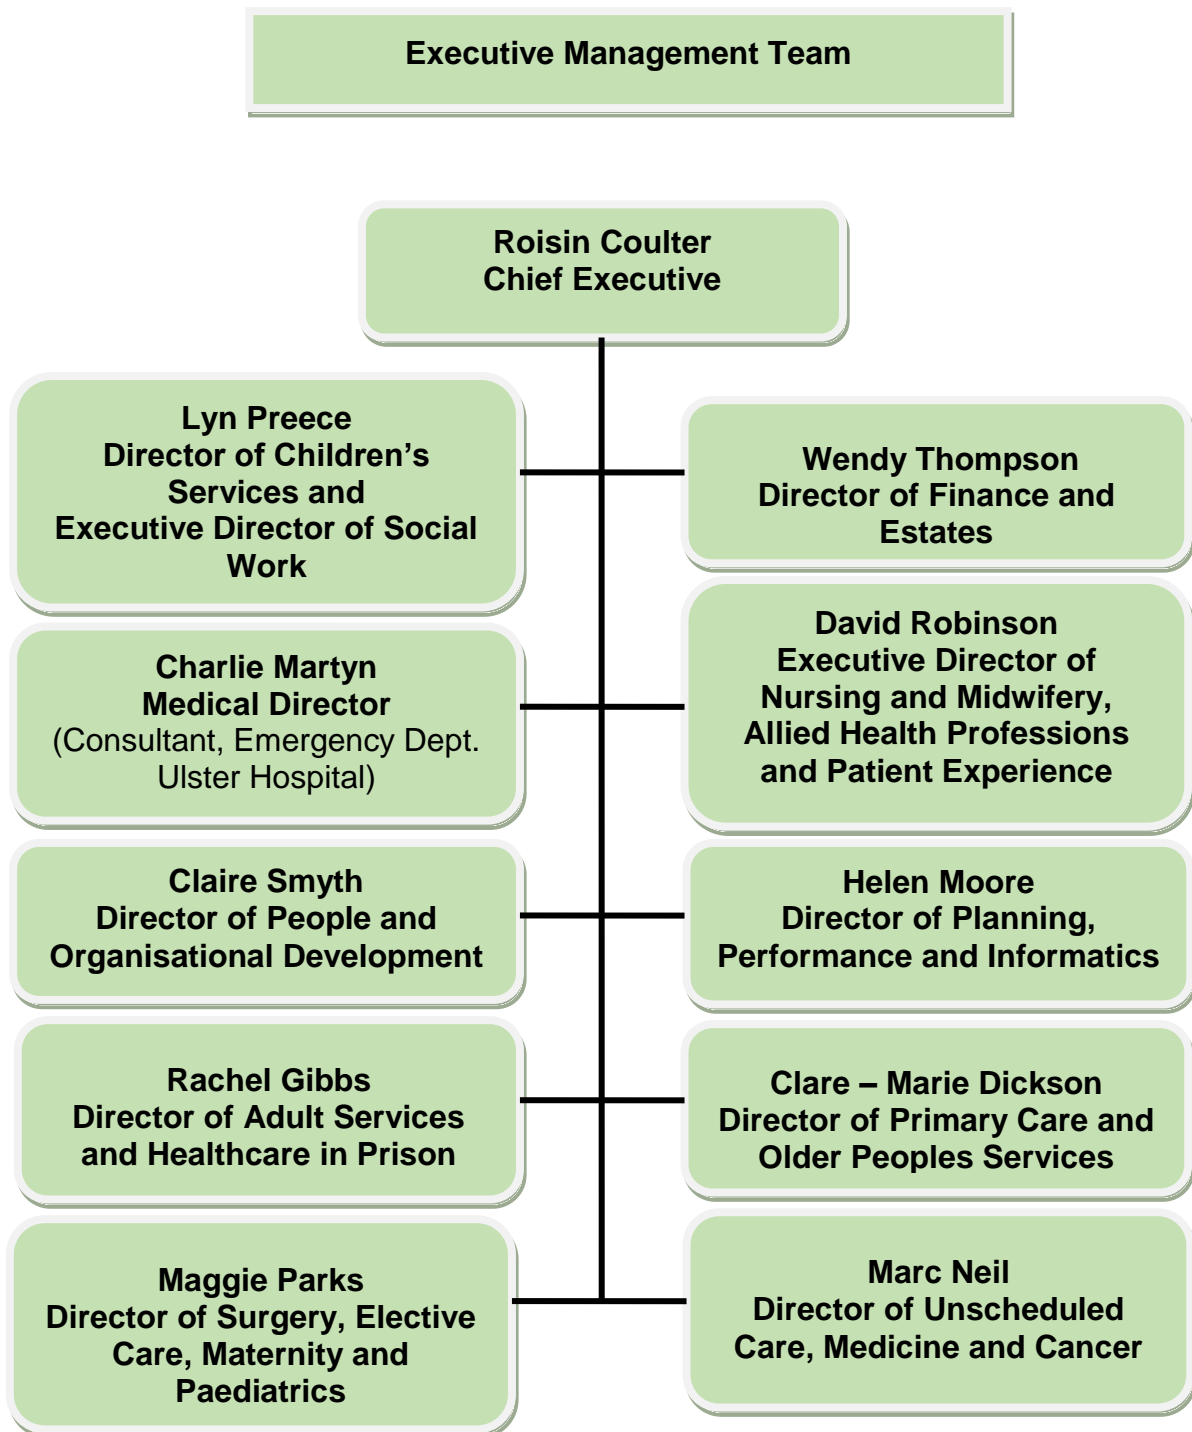 Executive Management Team
Roisin Coulter
Chief Executive
Lyn Preece
Director of Children’s
Services and
Executive Director of Social
Work
Wendy Thompson
Director of Finance and
Estates
Charlie Martyn
Medical Director
(Consultant, Emergency Dept.
Ulster Hospital)
David Robinson
Executive Director of
Nursing and Midwifery,
Allied Health Professions
and Patient Experience
Claire Smyth
Director of People and
Organisational Development
Helen Moore
Director of Planning,
Performance and Informatics
Rachel Gibbs
Director of Adult Services
and Healthcare in Prison
Clare – Marie Dickson
Director of Primary Care and
Older Peoples Services
Maggie Parks
Director of Surgery, Elective
Care, Maternity and
Paediatrics
Marc Neil
Director of Unscheduled
Care, Medicine and Cancer